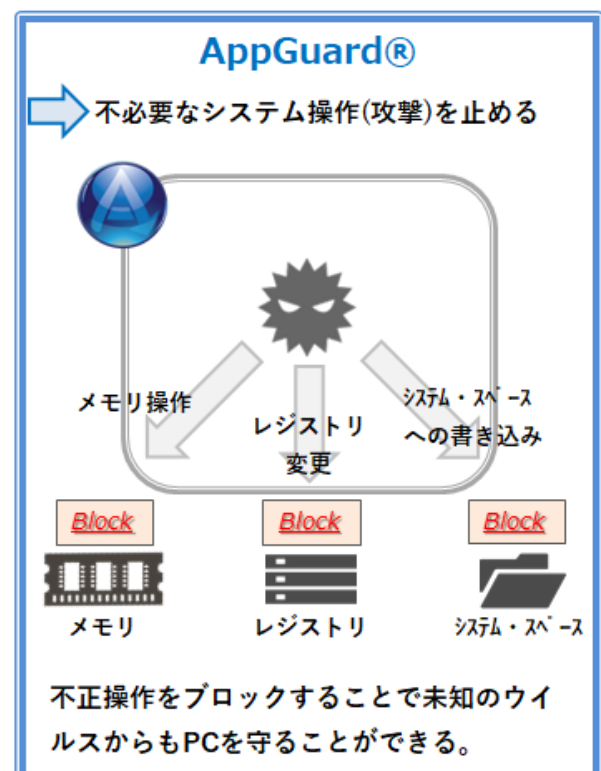 AppGuard®
不必要なシステム操作(攻撃)を止める
メモリ操作
レジストリ
変更
ｼｽﾃﾑ・ｽﾍﾟｰｽ
への書き込み
Block
Block
Block
メモリ
レジストリ
ｼｽﾃﾑ・ｽﾍﾟｰｽ
不正操作をブロックすることで未知のウイ
ルスからもPCを守ることができる。